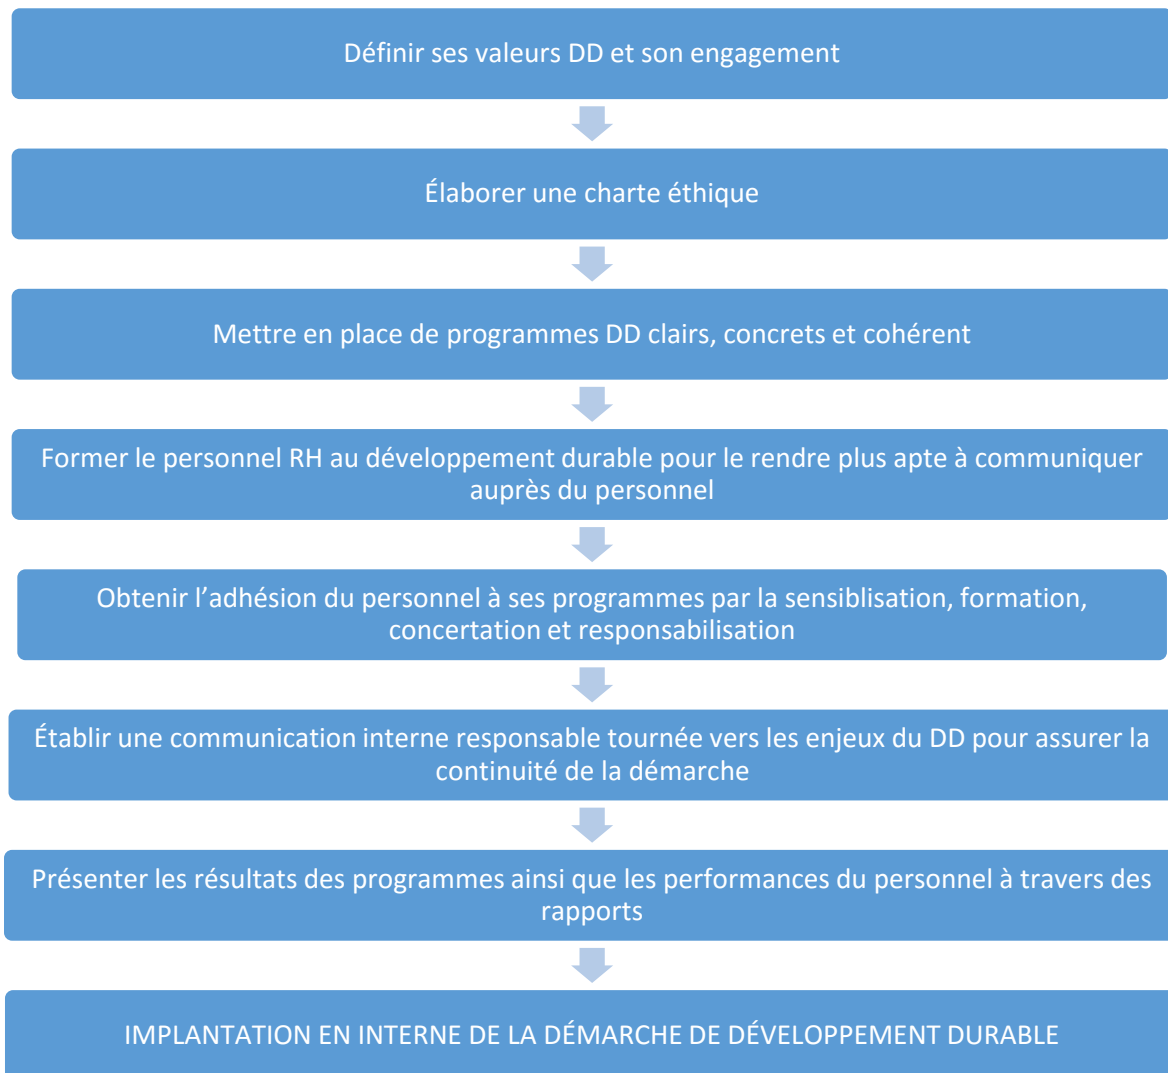 Définir ses valeurs DD et son engagement
Élaborer une charte éthique
Mettre en place de programmes DD clairs, concrets et cohérent
Former le personnel RH au développement durable pour le rendre plus apte à communiquer
auprès du personnel
Obtenir l’adhésion du personnel à ses programmes par la sensiblisation, formation,
concertation et responsabilisation
Établir une communication interne responsable tournée vers les enjeux du DD pour assurer la
continuité de la démarche
Présenter les résultats des programmes ainsi que les performances du personnel à travers des
rapports
IMPLANTATION EN INTERNE DE LA DÉMARCHE DE DÉVELOPPEMENT DURABLE